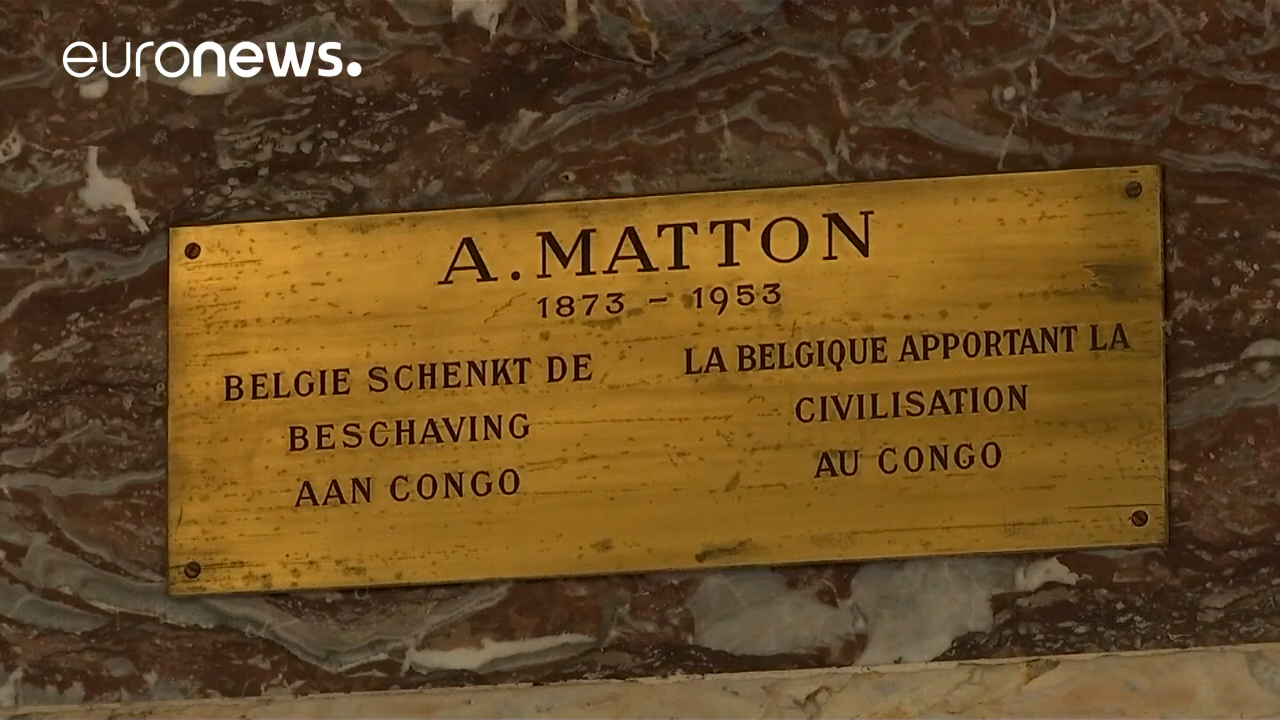 euronews.
A. MATTON
1873 - 1953
BELGIE SCHENKT DE
BESCHAVING
AAN CONGO
LA BELGIQUE APPORTANT LA
CIVILISATION
AU CONGO